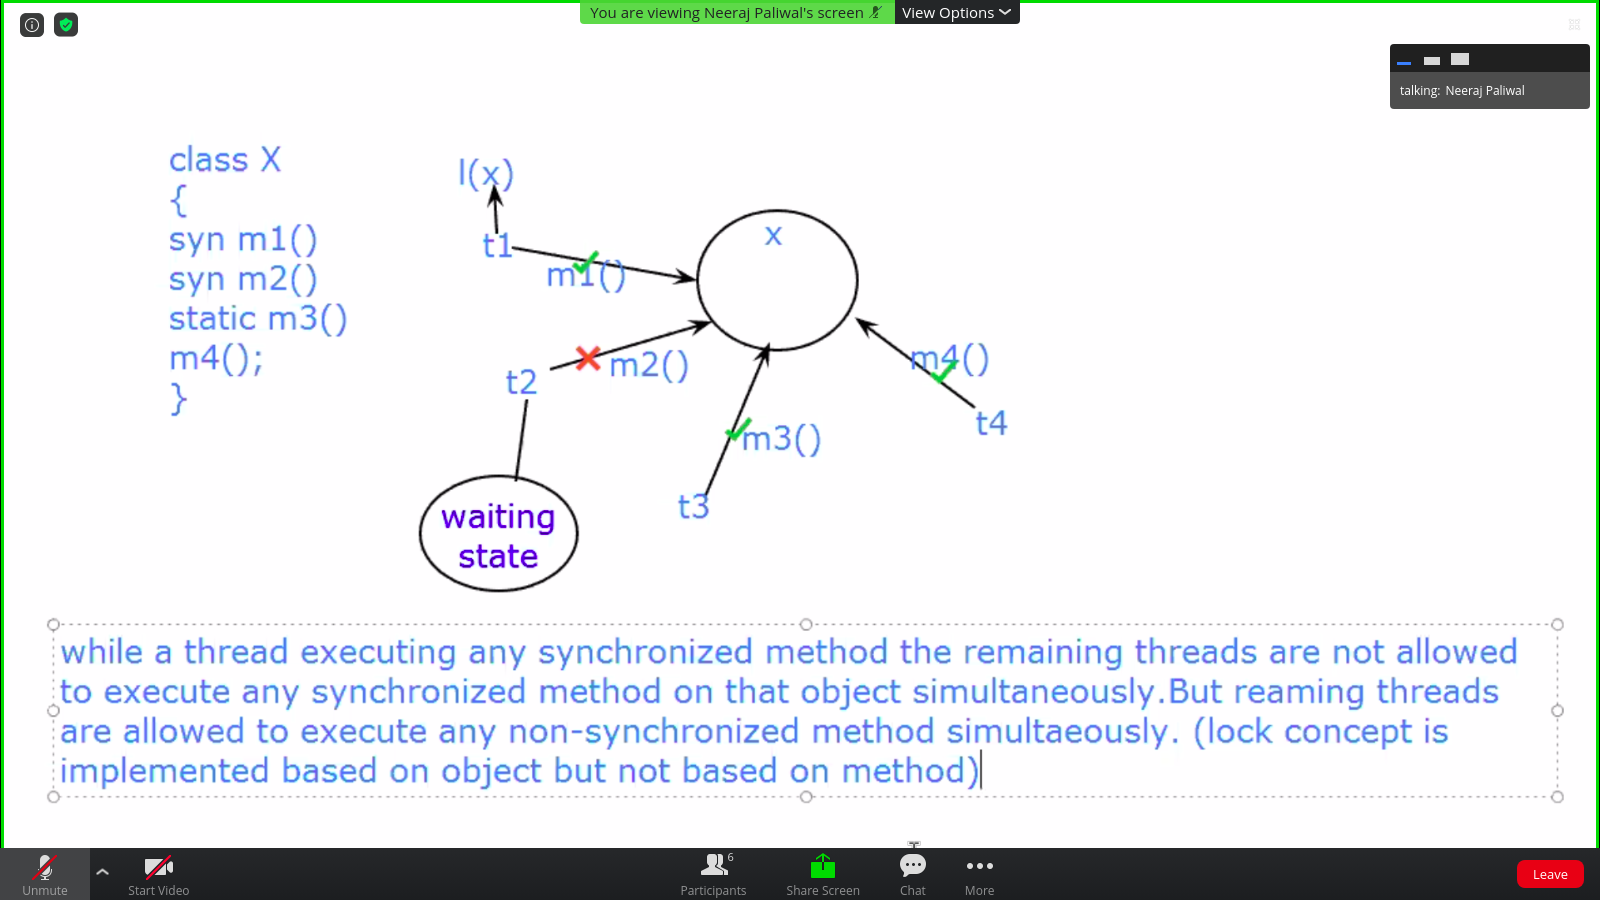 You are viewing Neeraj Paliwal's screen
View Options
talking: Neeraj Paliwal
class X
{
syn m1()
syn m2()
static m3()
m4();
}
l(x)
t1
m1()
x
t2
m2()
m3()
t3
m4()
t4
waiting
state
while a thread executing any synchronized method the remaining threads are not allowed
to execute any synchronized method on that object simultaneously.But reaming threads
are allowed to execute any non-synchronized method simultaeously. (lock concept is
implemented based on object but not based on method)
Unmute
Start Video
Participants
6
Share Screen
Chat
More
Leave